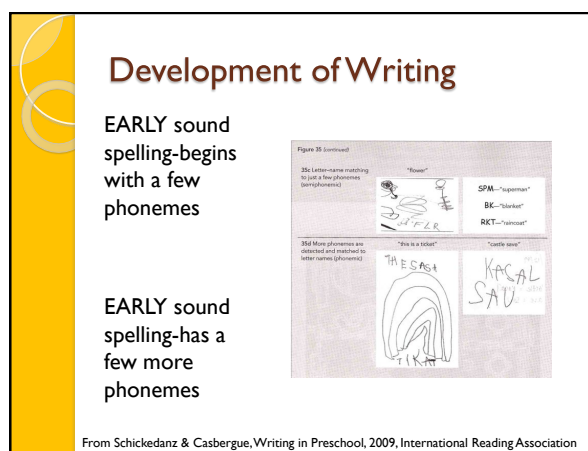 Development of Writing
EARLY sound
spelling-begins
with a few
phonemes
EARLY sound
spelling-has a
few more
phonemes
Figure 35 (continued)
35c Letter–name matching
to just a few phonemes
(semiphonemic)
"flower"
FLR
SPM—"superman"
BK—"blanket"
RKT—"raincoat"
35d More phonemes are
detected and matched to
letter names (phonemic)
"this is a ticket"
THESAST
TIKAT
"castle save"
KASAL
SAV
From Schickedanz & Casbergue, Writing in Preschool, 2009, International Reading Association